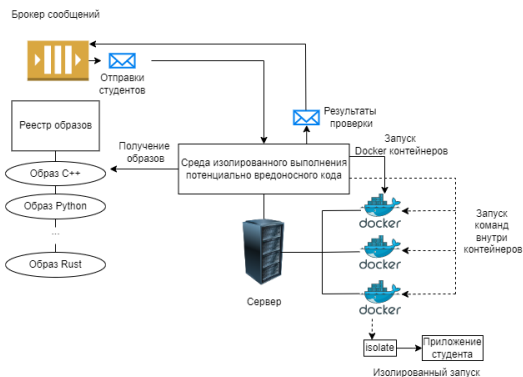 Брокер сообщений
Отправки
студентов
Результаты
проверки
Реестр образов
Получение
образов
Среда изолированного выполнения
потенциально вредоносного кода
Запуск
Docker контейнеров
Образ C++
Образ Python
...
Образ Rust
docker
docker
docker
Запуск
команд
внутри
контейнеров
Сервер
isolate
Приложение
студента
Изолированный запуск